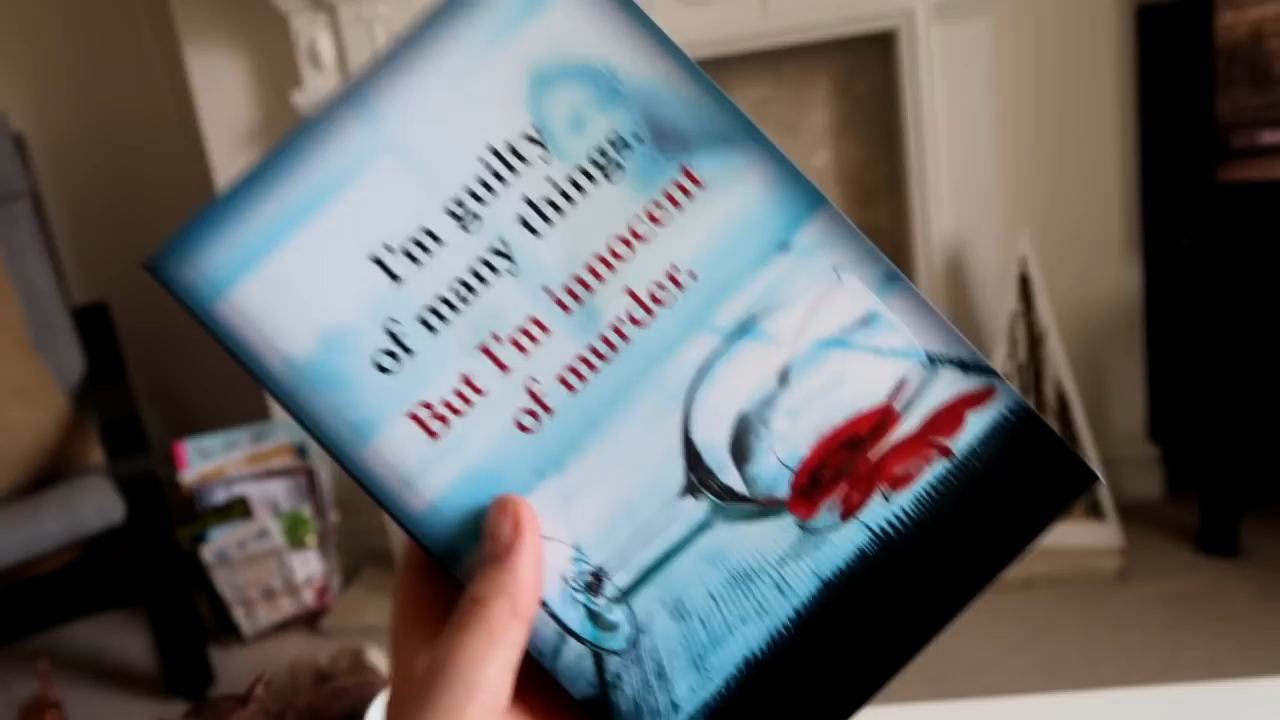 I'm guilty
of many things.
But I'm innocent
of murder.